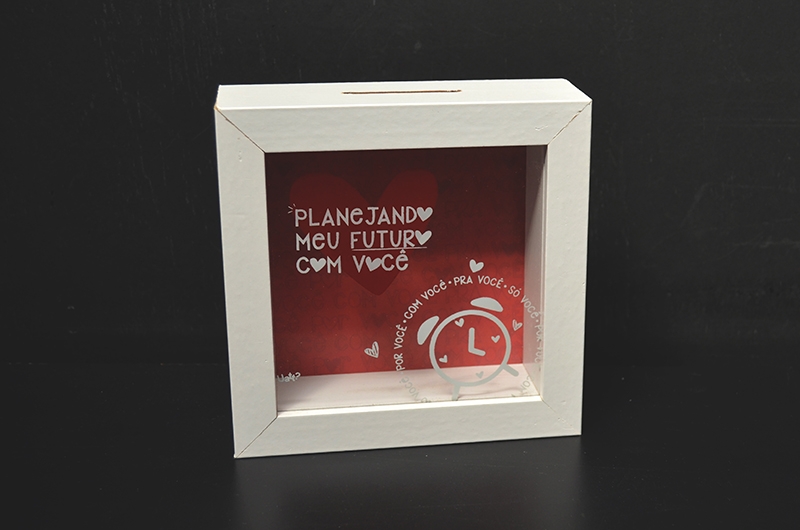 PLANEJANDO
MEU FUTURO
COM VOCÊ
POR VOCÊ • COM VOCÊ • PRA VOCÊ • SÓ VOCÊ •